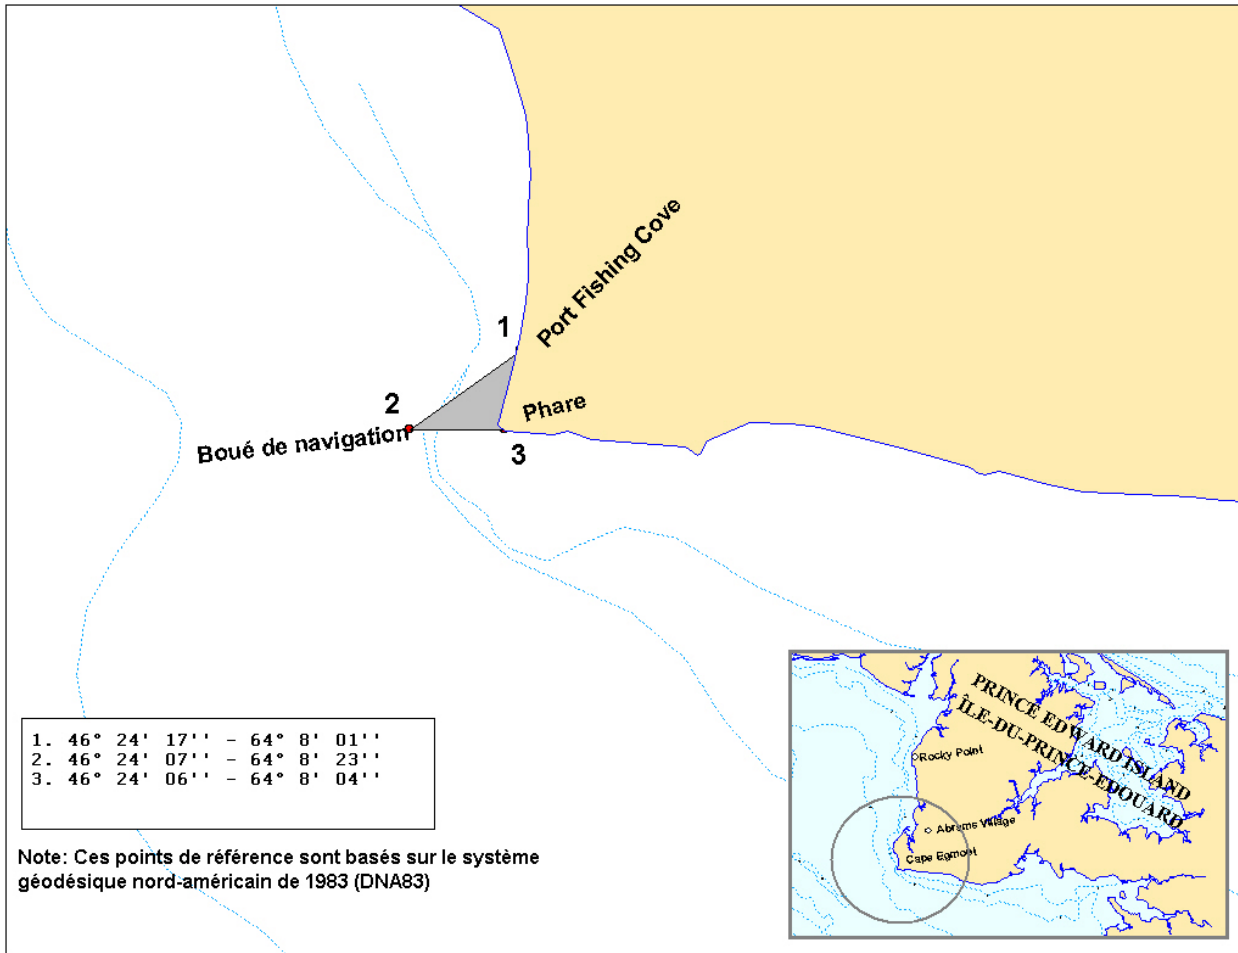 1
Port Fishing Cove
2
Phare
Boué de navigation
3
1. 46° 24' 17'' - 64° 8' 01''
2. 46° 24' 07'' - 64° 8' 23''
3. 46° 24' 06'' - 64° 8' 04''
Note: Ces points de référence sont basés sur le système
géodésique nord-américain de 1983 (DNA83)
PRINCE EDWARD ISLAND
ÎLE-DU-PRINCE-EDOUARD
Rocky Point
Abrams Village
Cape Egmont